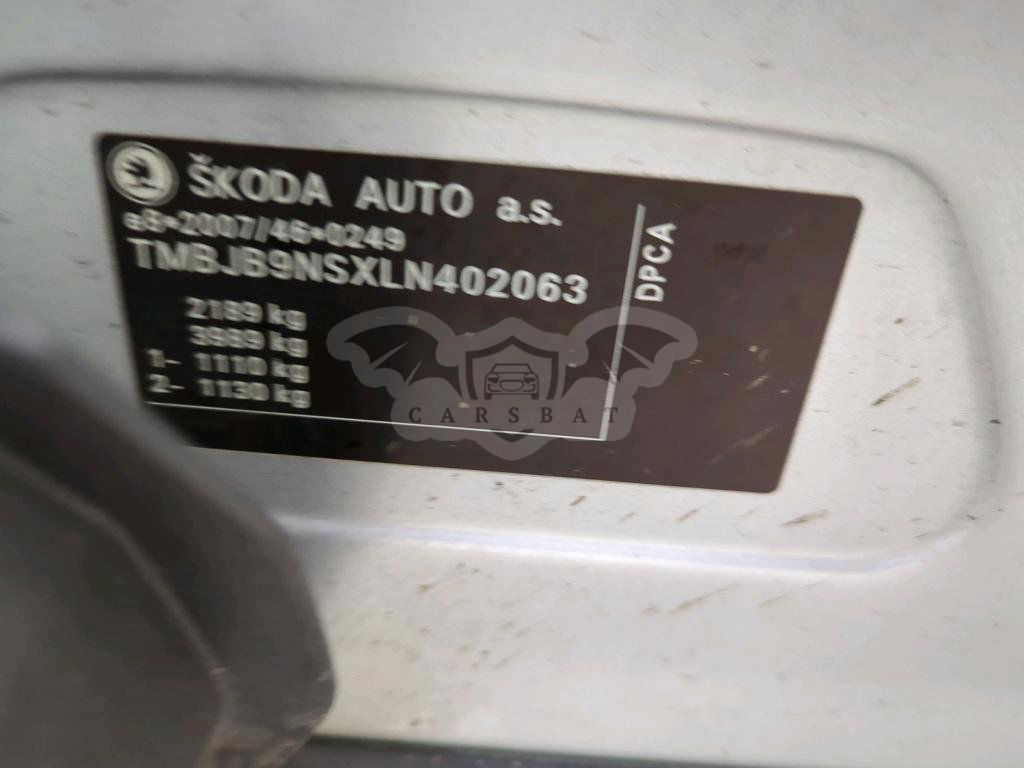 ŠKODA AUTO a.s.
e8*2007/46*0249
TMBJB9NSXLN402063
2189 kg
3989 kg
1- 1110 kg
2- 1130 kg
DPCA
CARSBAT